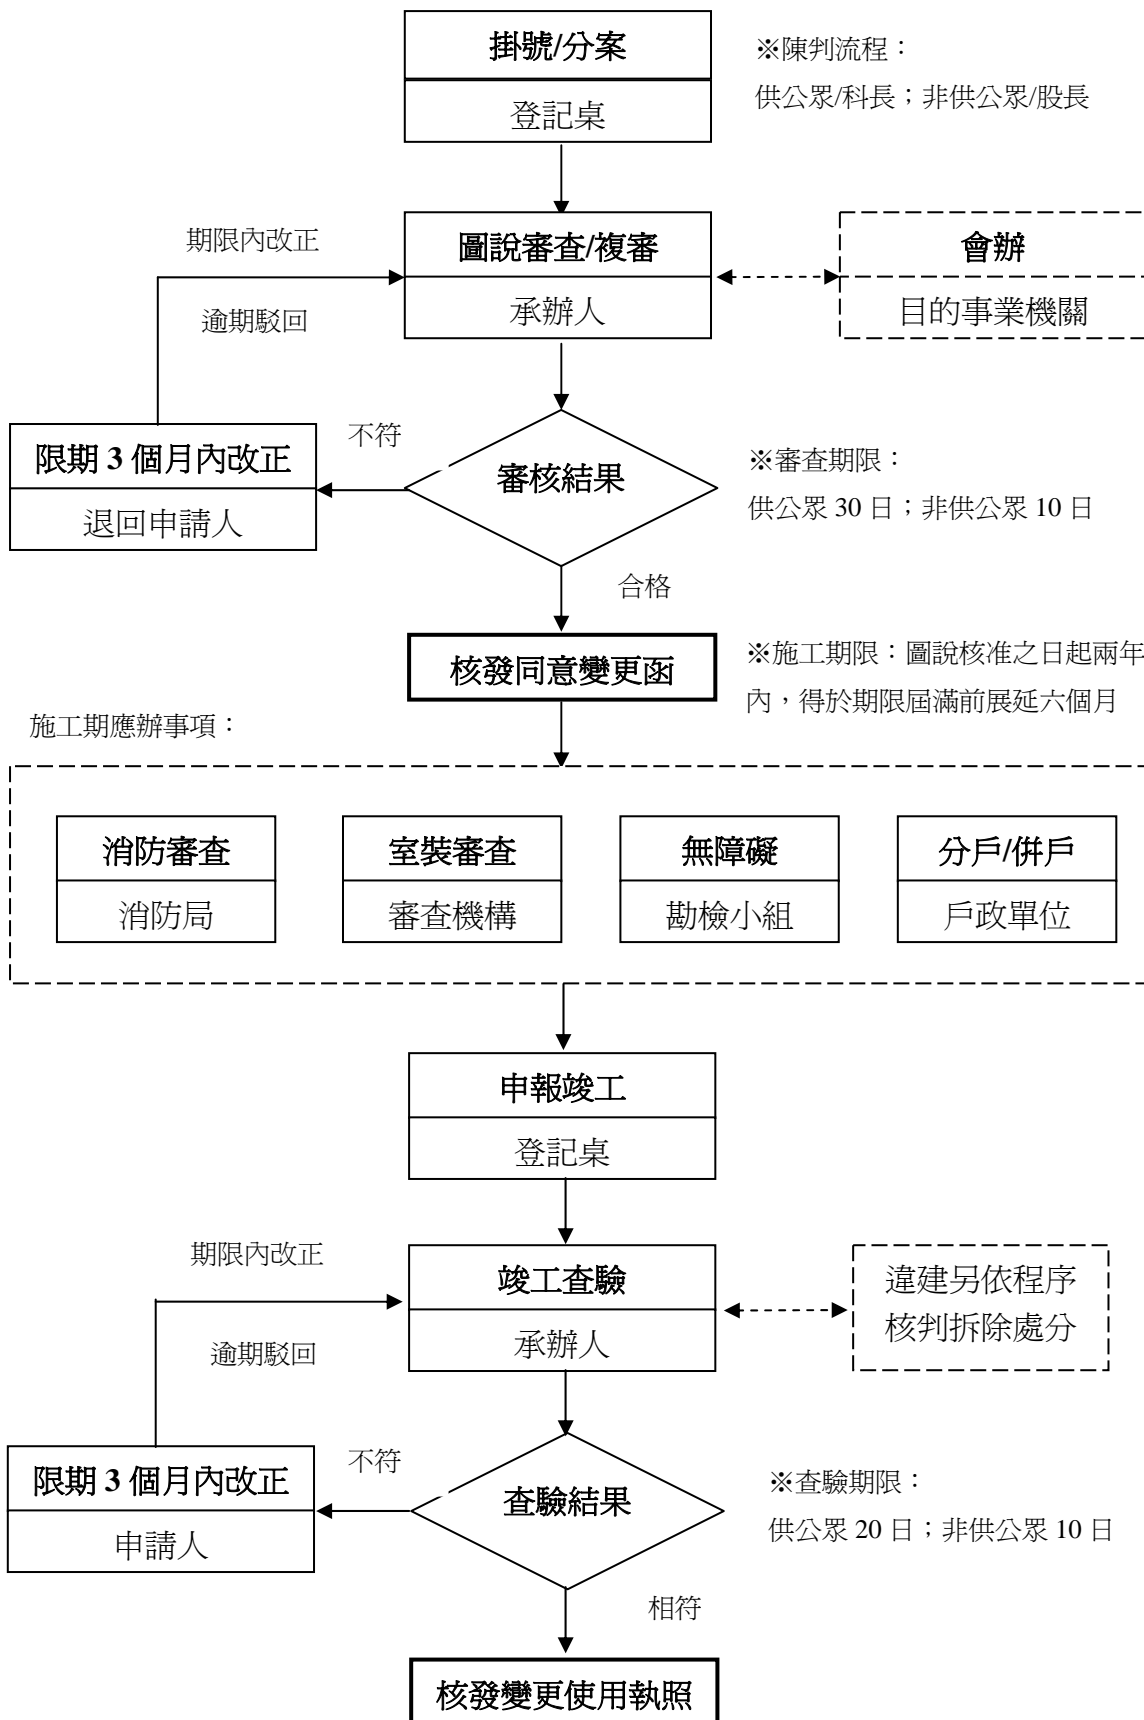 掛號/分案
登記桌
※陳判流程：
供公眾/科長；非供公眾/股長
期限內改正
逾期駁回
圖說審查/複審
承辦人
會辦
目的事業機關
限期 3 個月內改正
退回申請人
不符
審核結果
※審查期限：
供公眾 30 日；非供公眾 10 日
合格
核發同意變更函
※施工期限：圖說核准之日起兩年
內，得於期限屆滿前展延六個月
施工期應辦事項：
消防審查
消防局
室裝審查
審查機構
無障礙
勘檢小組
分戶/併戶
戶政單位
申報竣工
登記桌
期限內改正
逾期駁回
竣工查驗
承辦人
違建另依程序
核判拆除處分
限期 3 個月內改正
申請人
不符
查驗結果
※查驗期限：
供公眾 20 日；非供公眾 10 日
相符
核發變更使用執照